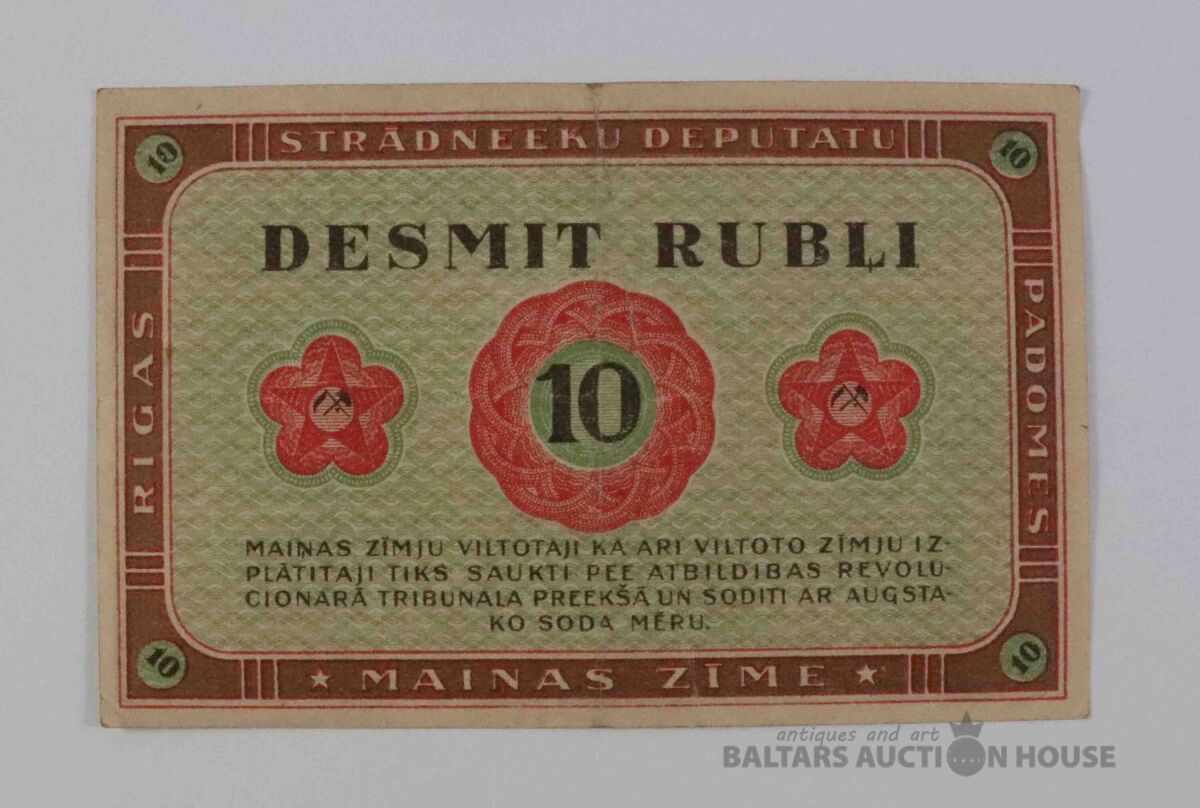 10
STRĀDNEEKU DEPUTATU
10
DESMIT RUBĻI
RIGAS
PADOMES
10
MAIŅAS ZĪMJU VILTOTAJI KA ARI VILTOTO ZĪMJU IZ-
PLĀTITAJI TIKS SAUKTI PEE ATBILDIBAS REVOLU-
CIONARĀ TRIBUNALA PREEKŠĀ UN SODITI AR AUGSTA-
KO SODA MĒRU.
10
★ MAIŅAS ZĪME ★
10
antiques and art
BALTARS AUCTION HOUSE